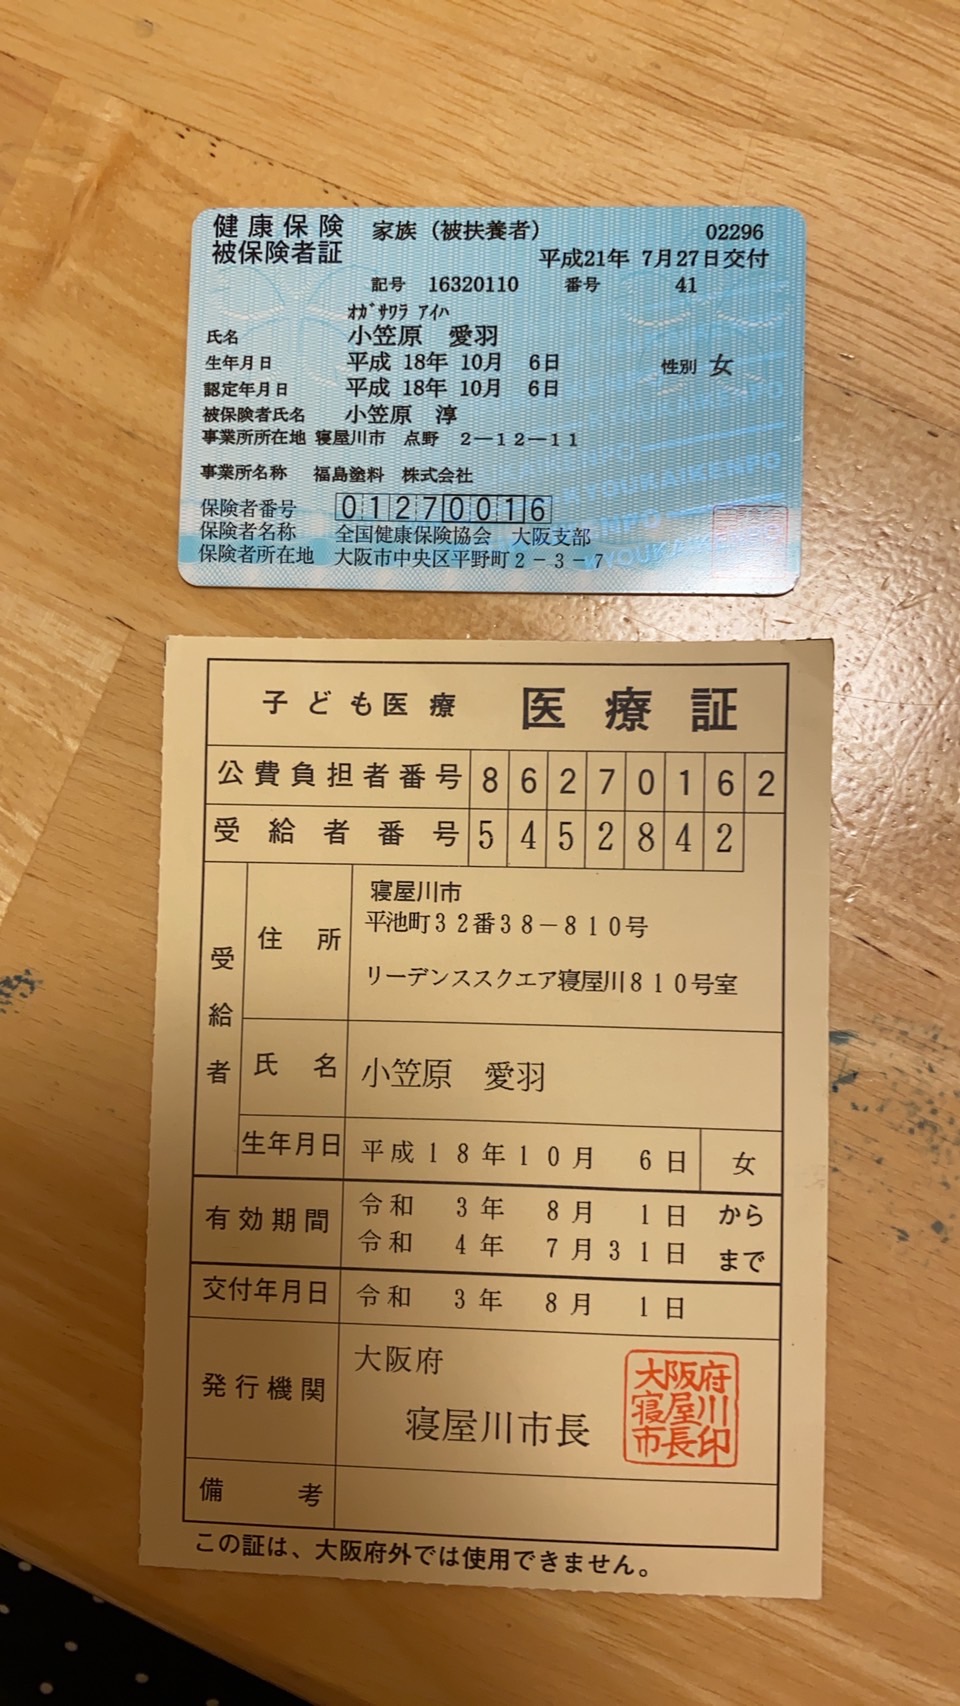 健康保険 家族（被扶養者） 02296
被保険者証 平成21年 7月27日交付
記号 16320110 番号 41
ｵｶﾞｻﾜﾗ ｱｲﾊ
氏名 小笠原 愛羽
生年月日 平成 18年 10月 6日 性別 女
認定年月日 平成 18年 10月 6日
被保険者氏名 小笠原 淳
事業所所在地 寝屋川市 点野 2－12－11
事業所名称 福島塗料 株式会社
保険者番号 01270016
保険者名称 全国健康保険協会 大阪支部
保険者所在地 大阪市中央区平野町2－3－7
子ども医療 医療証
公費負担者番号 86270162
受給者番号 5452842
受給者
住所 寝屋川市
平池町32番38－810号
リーデンススクエア寝屋川810号室
氏名 小笠原 愛羽
生年月日 平成18年10月 6日 女
有効期間 令和 3年 8月 1日 から
令和 4年 7月31日 まで
交付年月日 令和 3年 8月 1日
発行機関 大阪府
寝屋川市長
大阪府
寝屋川
市長印
備考
この証は、大阪府外では使用できません。